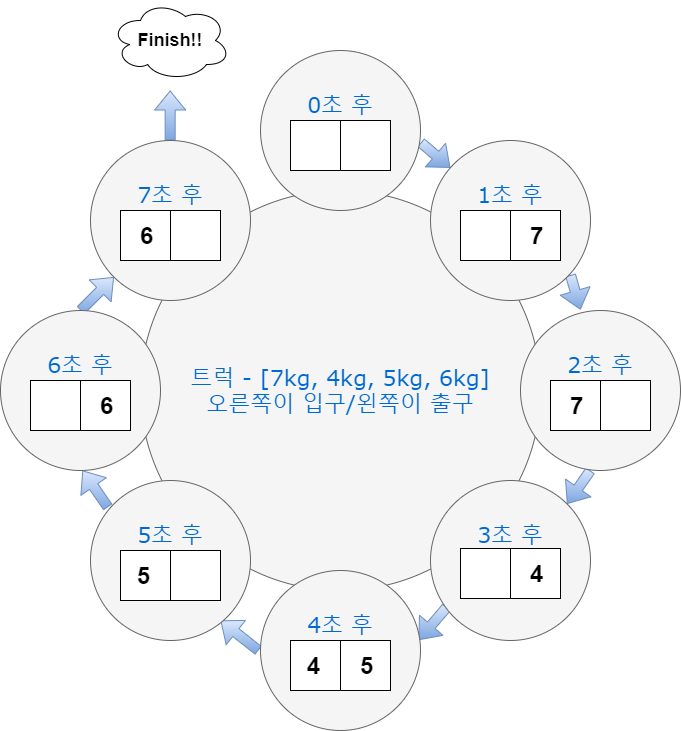 Finish!!
0초 후
1초 후
7
2초 후
7
3초 후
4
4초 후
4 5
5초 후
5
6초 후
6
7초 후
6
트럭 - [7kg, 4kg, 5kg, 6kg]
오른쪽이 입구/왼쪽이 출구